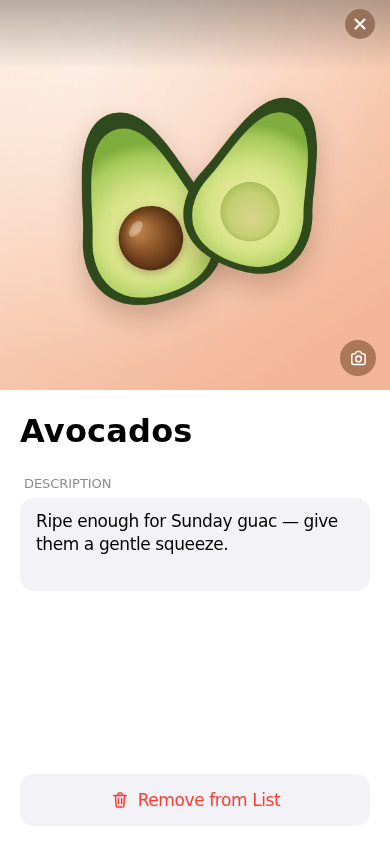 Avocados
DESCRIPTION
Ripe enough for Sunday guac — give
them a gentle squeeze.
Remove from List